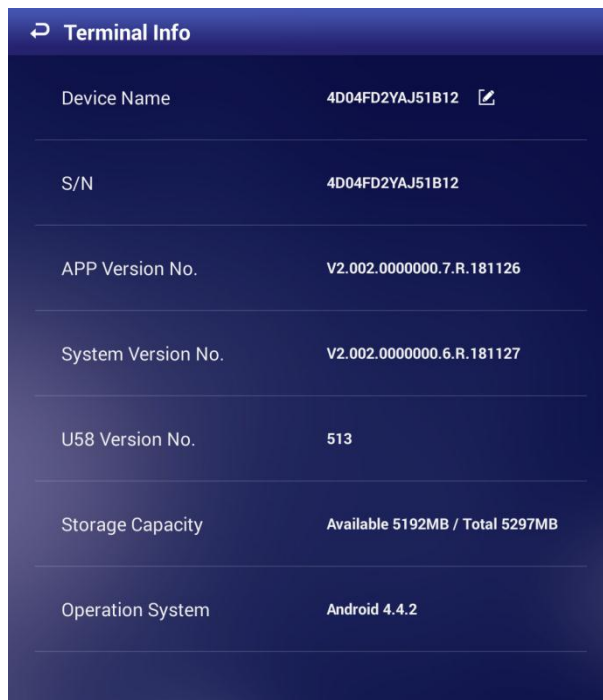 Terminal Info
Device Name 4D04FD2YAJ51B12
S/N 4D04FD2YAJ51B12
APP Version No. V2.002.0000000.7.R.181126
System Version No. V2.002.0000000.6.R.181127
U58 Version No. 513
Storage Capacity Available 5192MB / Total 5297MB
Operation System Android 4.4.2